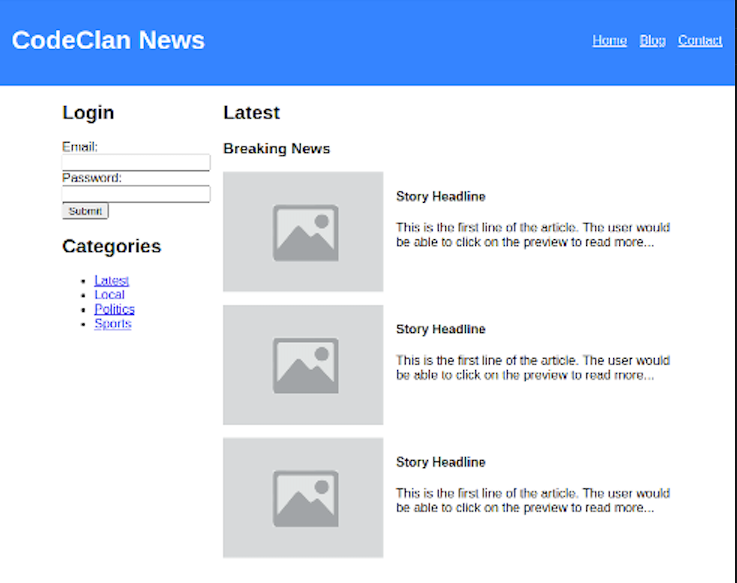 CodeClan News
Home Blog Contact
Login
Email:
Password:
Submit
Categories
Latest
Local
Politics
Sports
Latest
Breaking News
Story Headline
This is the first line of the article. The user would
be able to click on the preview to read more...
Story Headline
This is the first line of the article. The user would
be able to click on the preview to read more...
Story Headline
This is the first line of the article. The user would
be able to click on the preview to read more...